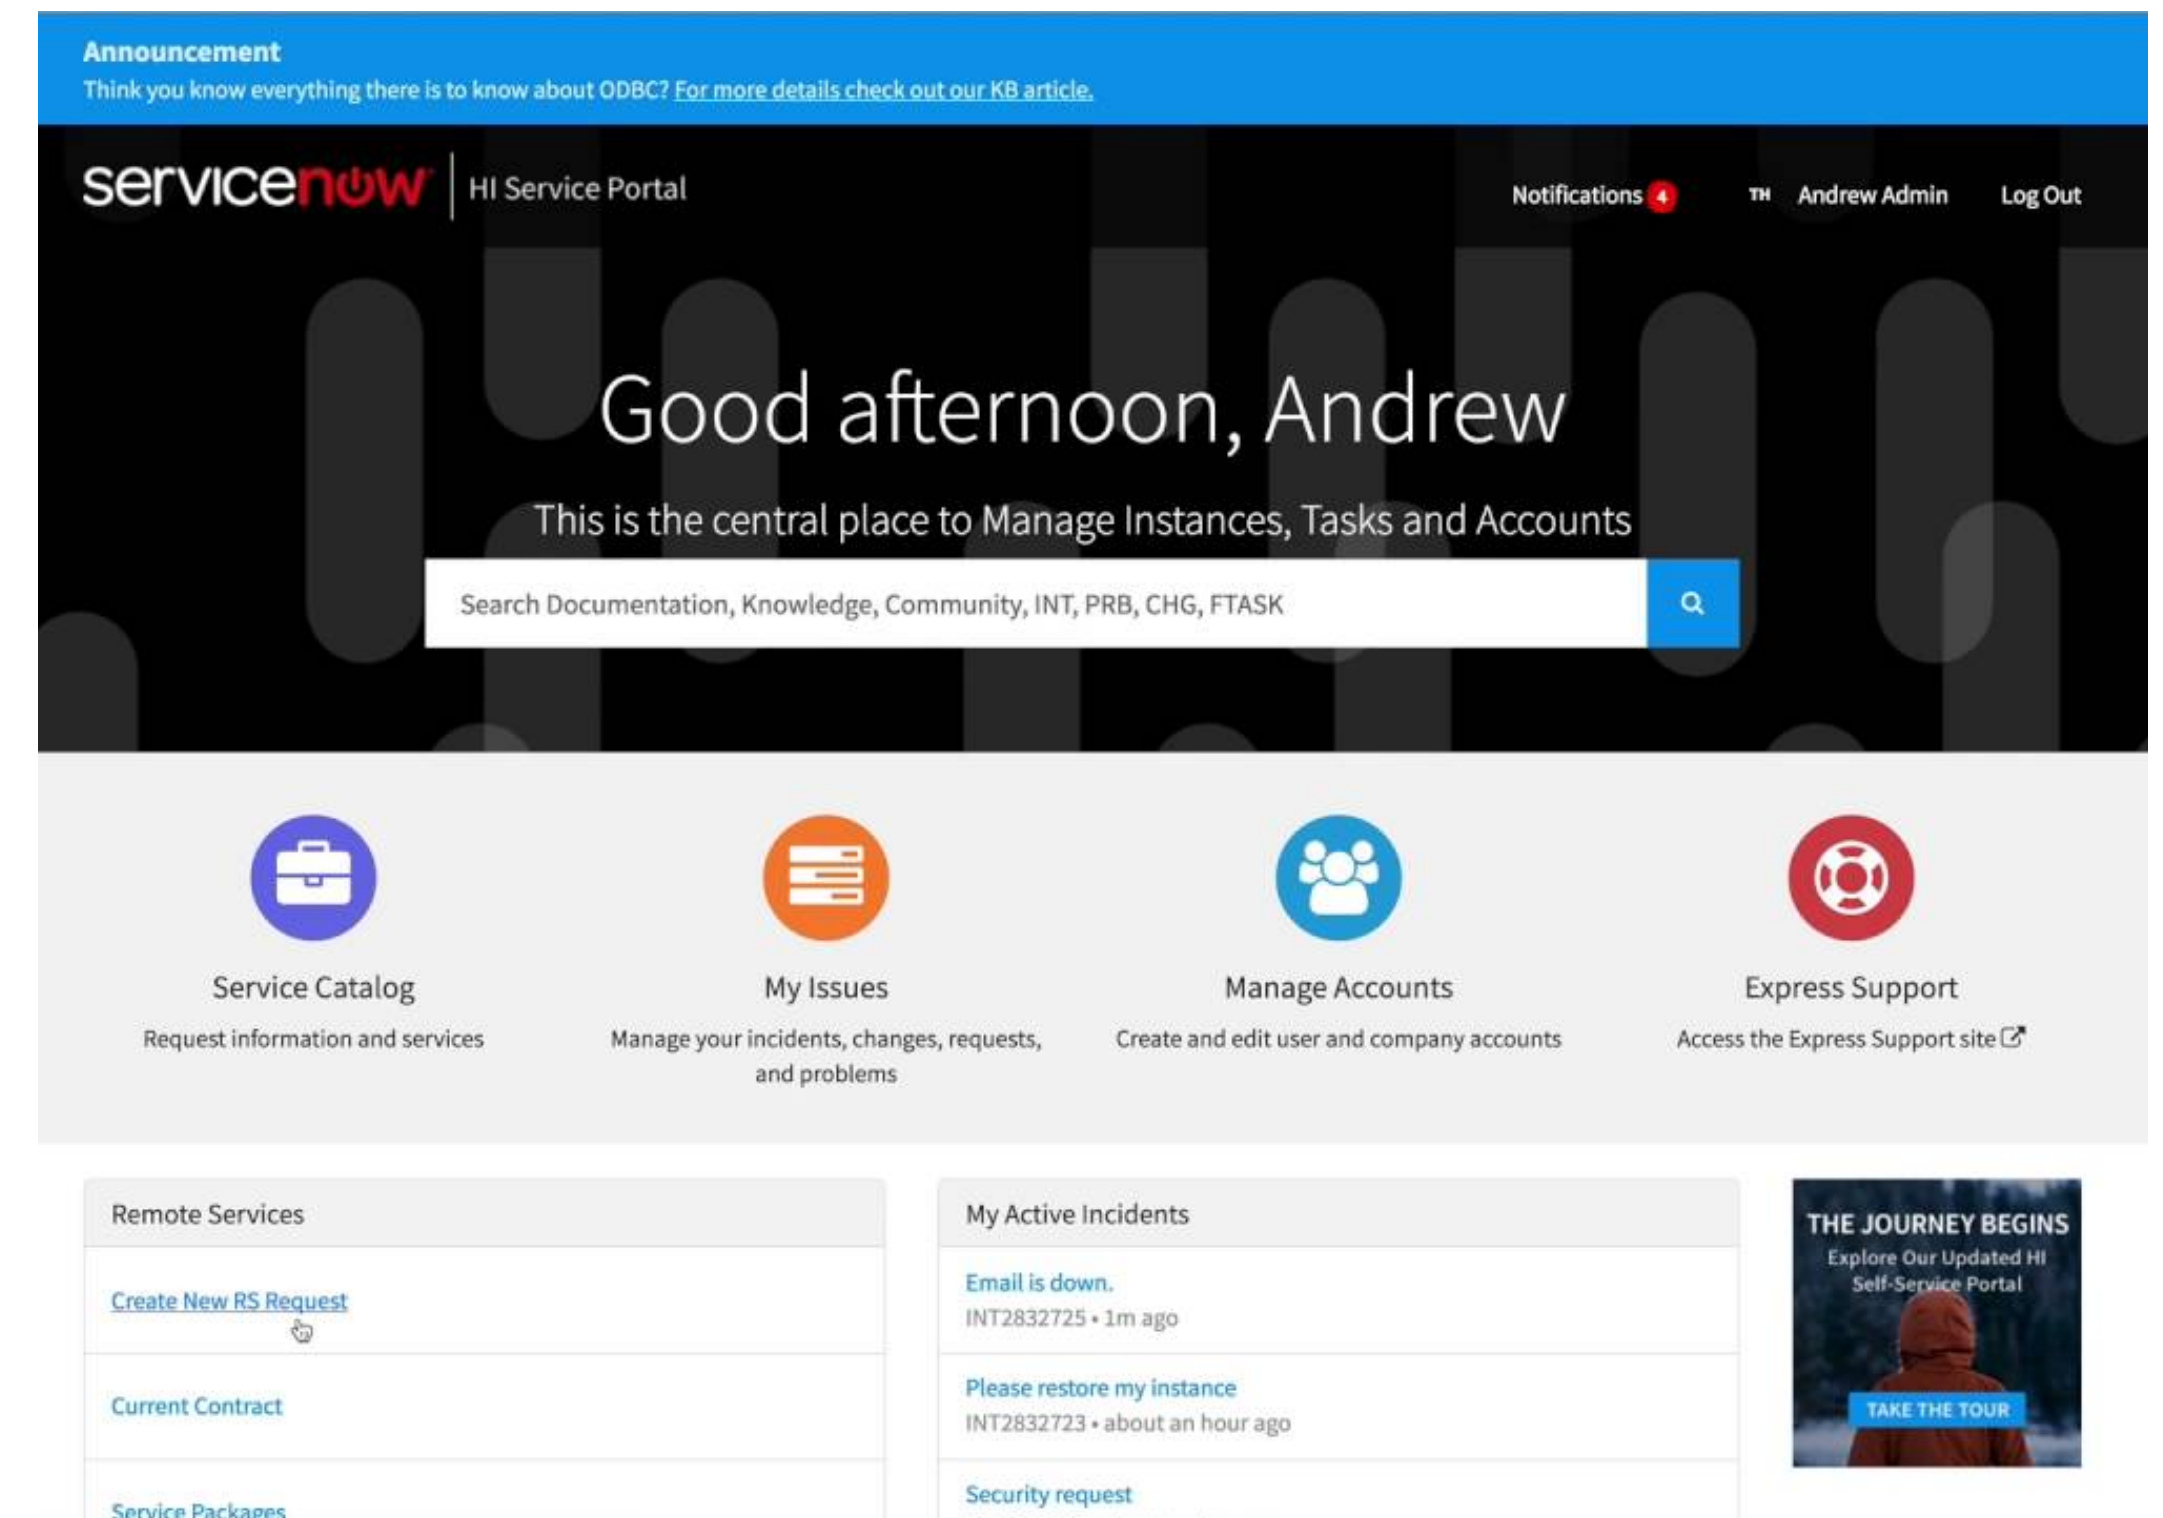 Announcement
Think you know everything there is to know about ODBC? For more details check out our KB article.
servicenow HI Service Portal
Notifications 4 TH Andrew Admin Log Out
Good afternoon, Andrew
This is the central place to Manage Instances, Tasks and Accounts
Search Documentation, Knowledge, Community, INT, PRB, CHG, FTASK
Service Catalog
Request information and services
My Issues
Manage your incidents, changes, requests,
and problems
Manage Accounts
Create and edit user and company accounts
Express Support
Access the Express Support site
Remote Services
Create New RS Request
Current Contract
Service Packages
My Active Incidents
Email is down.
INT2832725 • 1m ago
Please restore my instance
INT2832723 • about an hour ago
Security request
THE JOURNEY BEGINS
Explore Our Updated HI
Self-Service Portal
TAKE THE TOUR